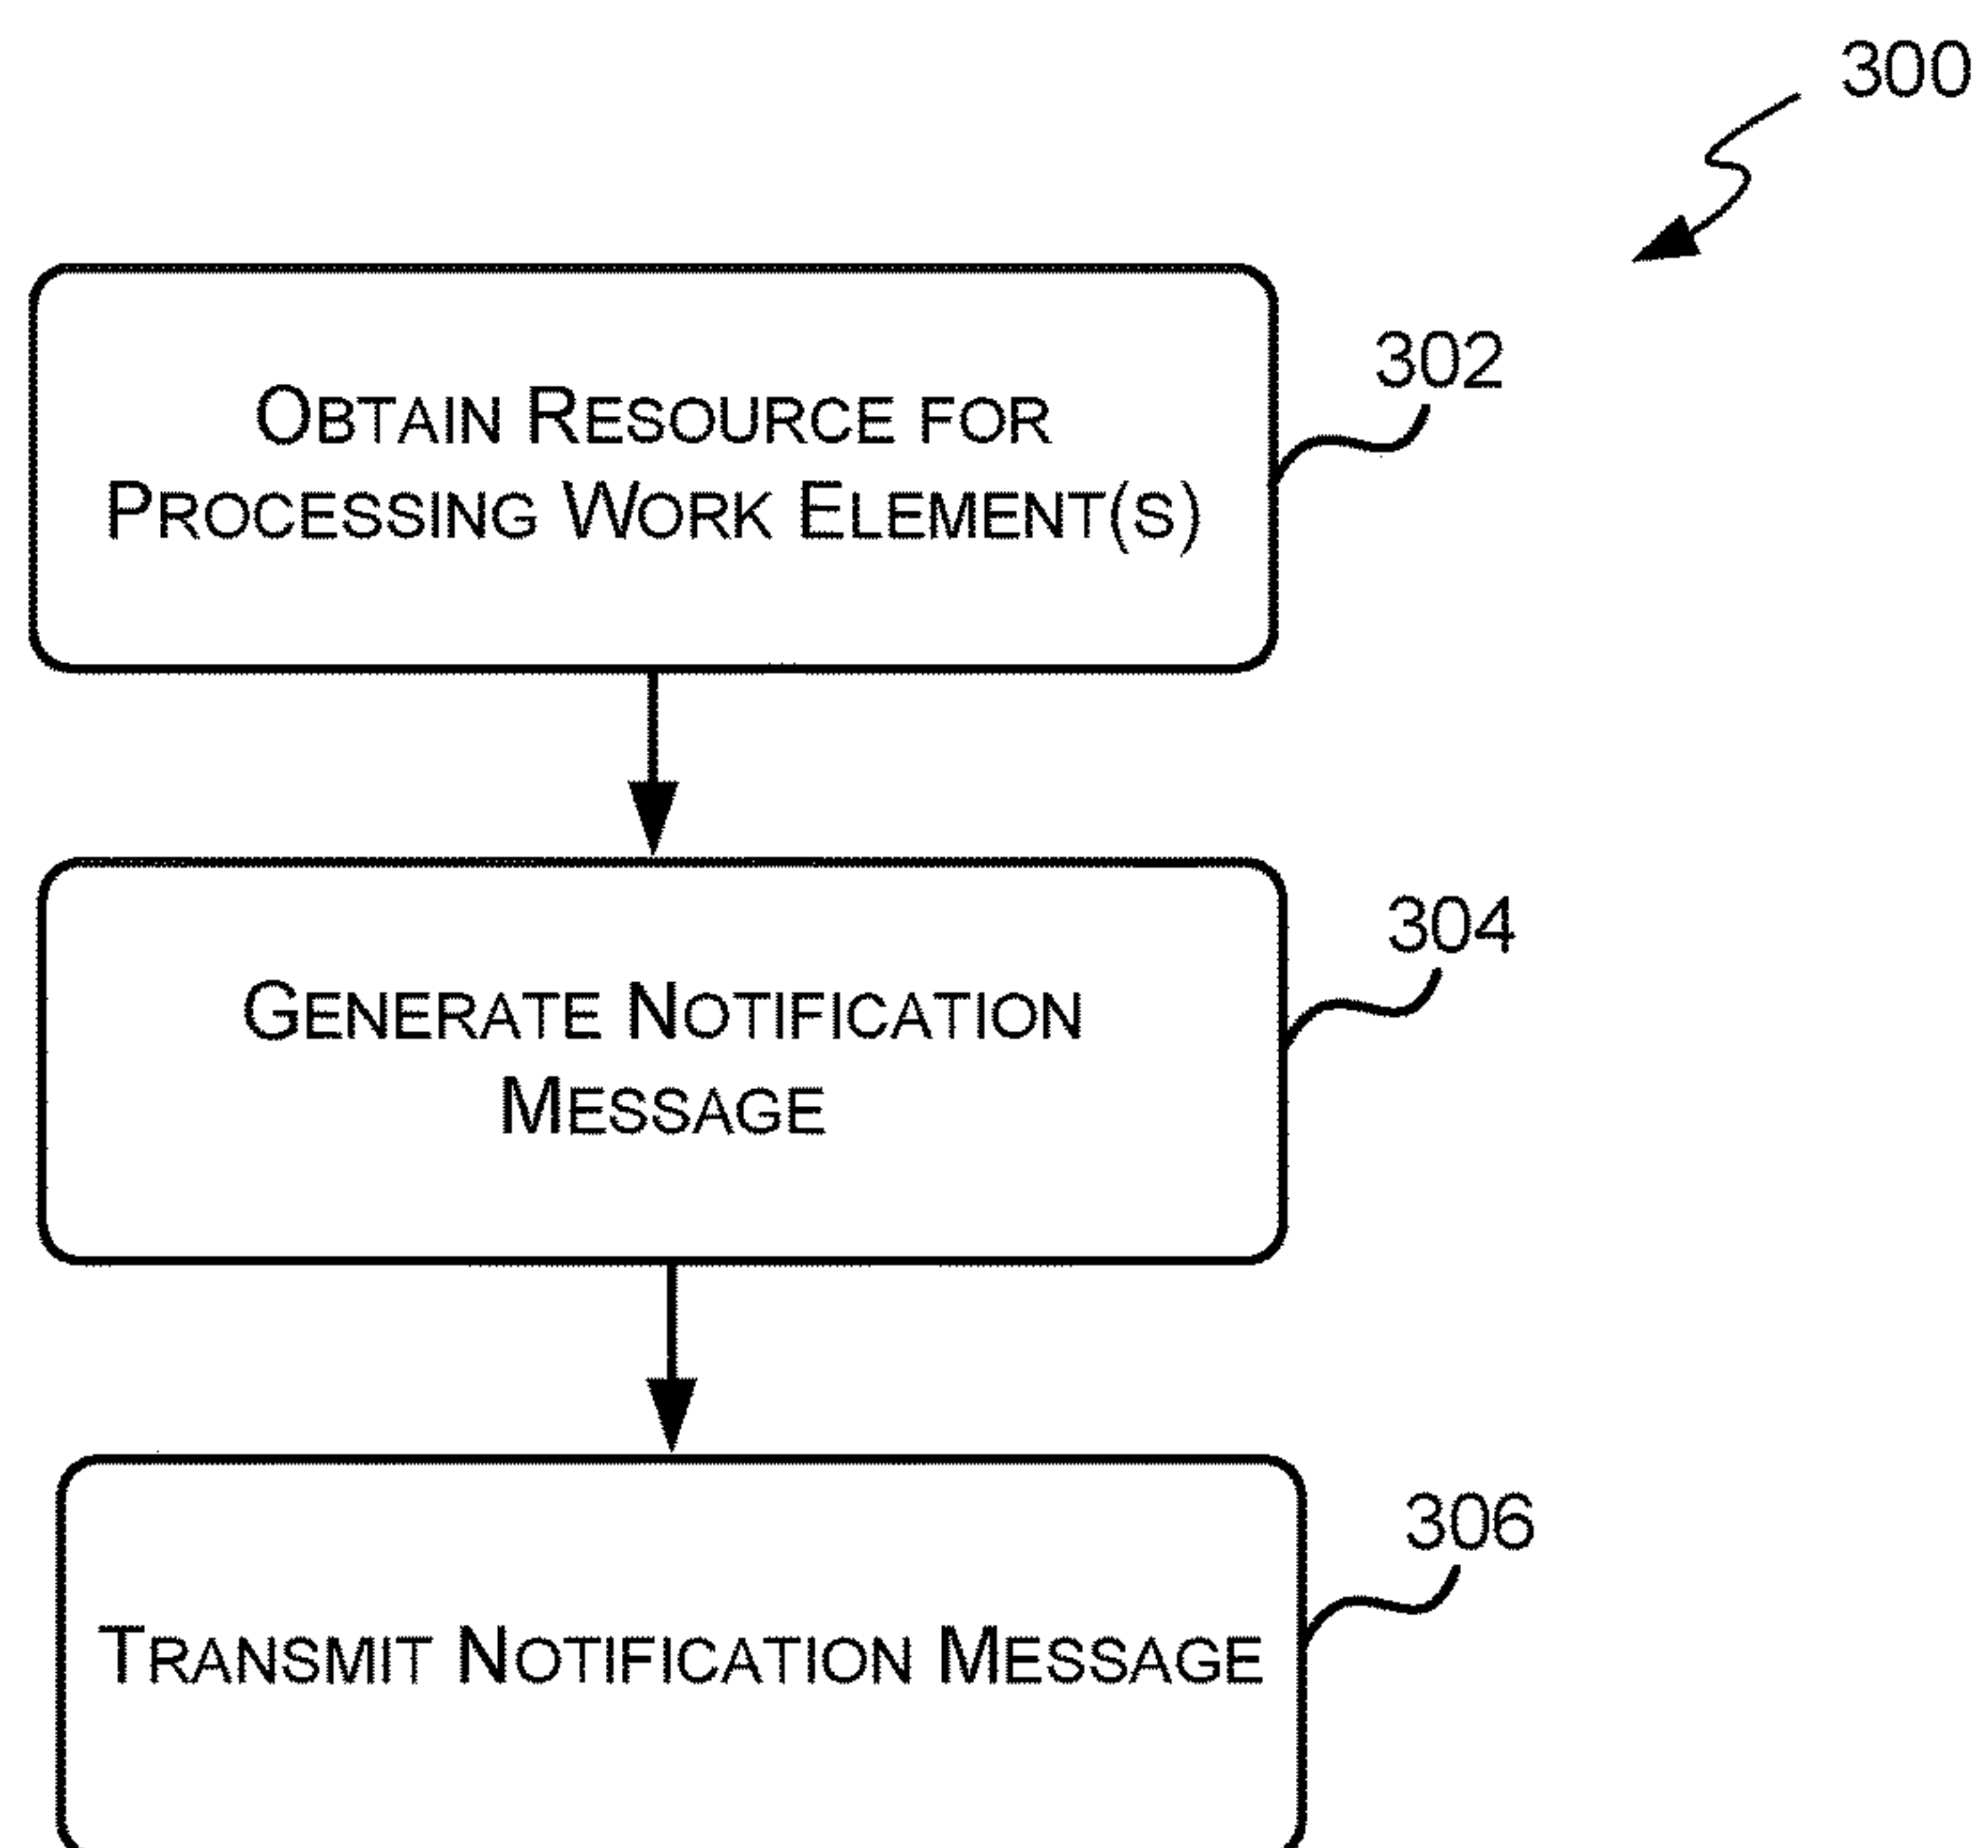 300
302
OBTAIN RESOURCE FOR
PROCESSING WORK ELEMENT(S)
304
GENERATE NOTIFICATION
MESSAGE
306
TRANSMIT NOTIFICATION MESSAGE